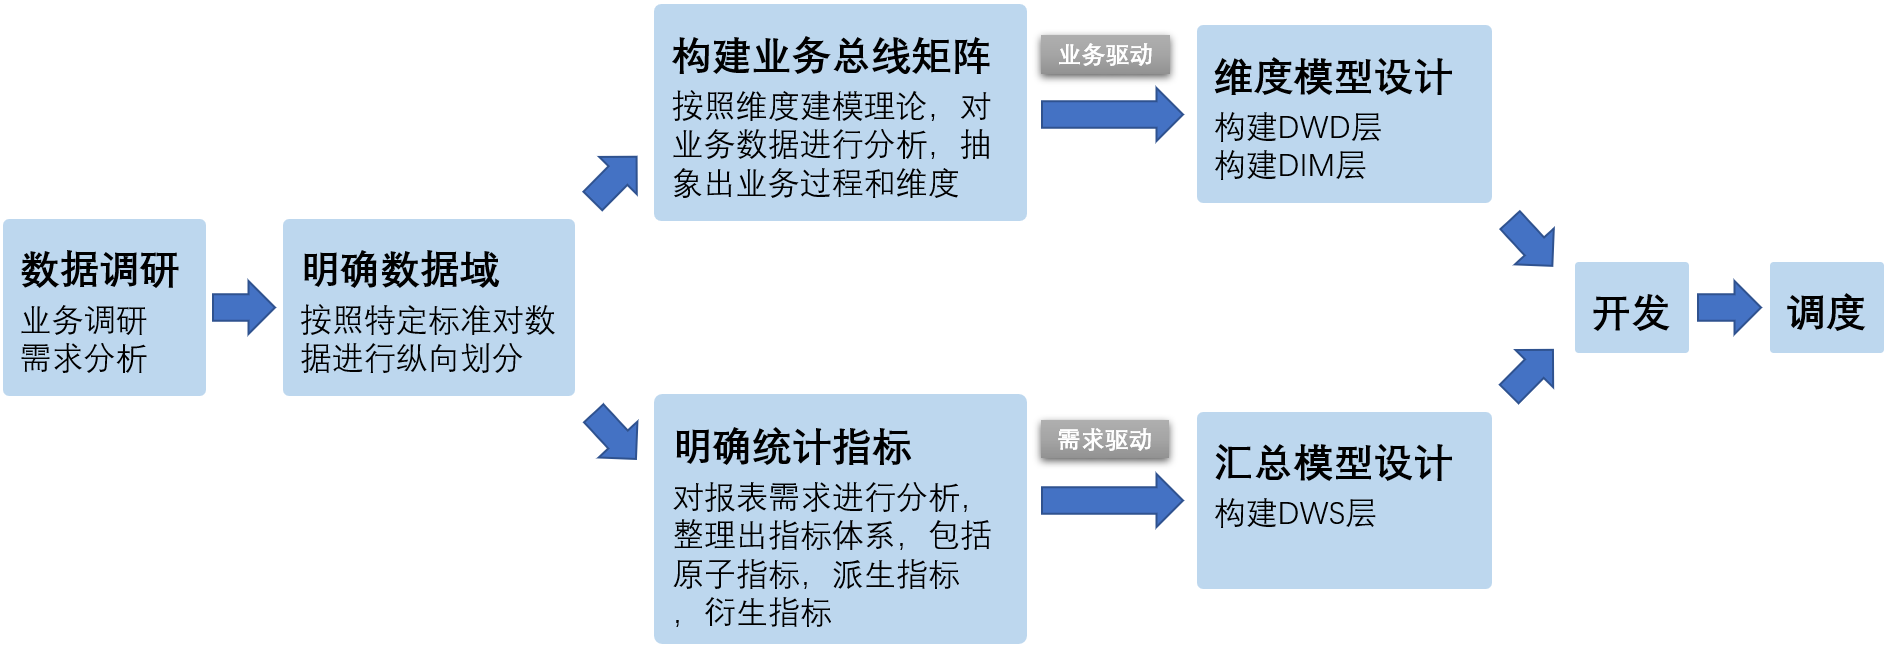 数据调研
业务调研
需求分析
明确数据域
按照特定标准对数
据进行纵向划分
构建业务总线矩阵
按照维度建模理论，对
业务数据进行分析，抽
象出业务过程和维度
业务驱动
维度模型设计
构建DWD层
构建DIM层
明确统计指标
对报表需求进行分析，
整理出指标体系，包括
原子指标，派生指标
，衍生指标
需求驱动
汇总模型设计
构建DWS层
开发
调度